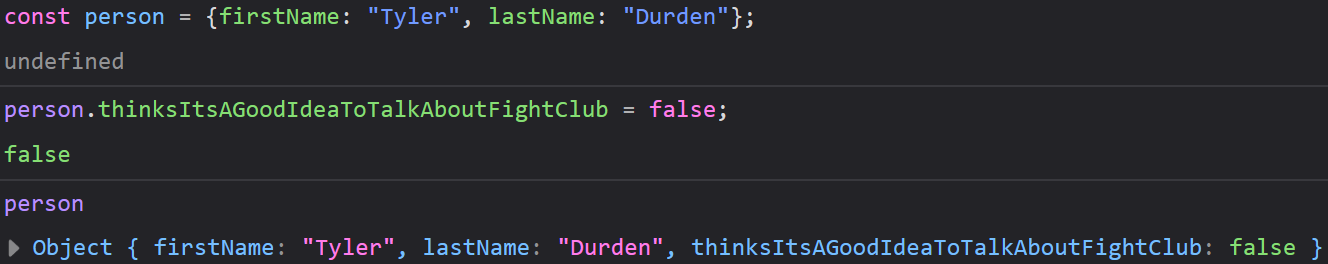 const person = {firstName: "Tyler", lastName: "Durden"};
undefined
person.thinksItsAGoodIdeaToTalkAboutFightClub = false;
false
person
Object { firstName: "Tyler", lastName: "Durden", thinksItsAGoodIdeaToTalkAboutFightClub: false }